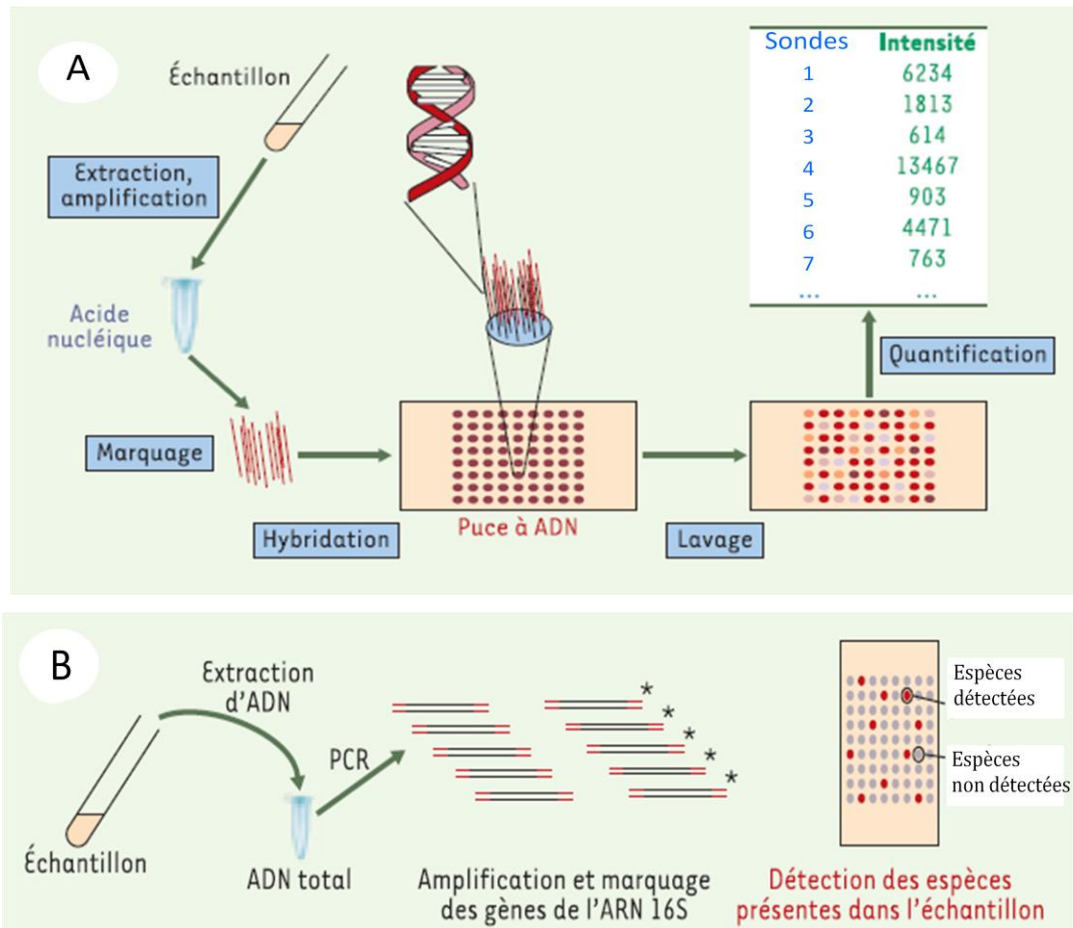 A
Échantillon
Extraction,
amplification
Acide
nucléique
Marquage
Hybridation
Puce à ADN
Lavage
Quantification
Sondes Intensité
1 6234
2 1813
3 614
4 13467
5 903
6 4471
7 763
... ...
B
Extraction
d'ADN
Échantillon
PCR
ADN total
* * * * *
Amplification et marquage
des gènes de l'ARN 16S
Espèces
détectées
Espèces
non détectées
Détection des espèces
présentes dans l'échantillon